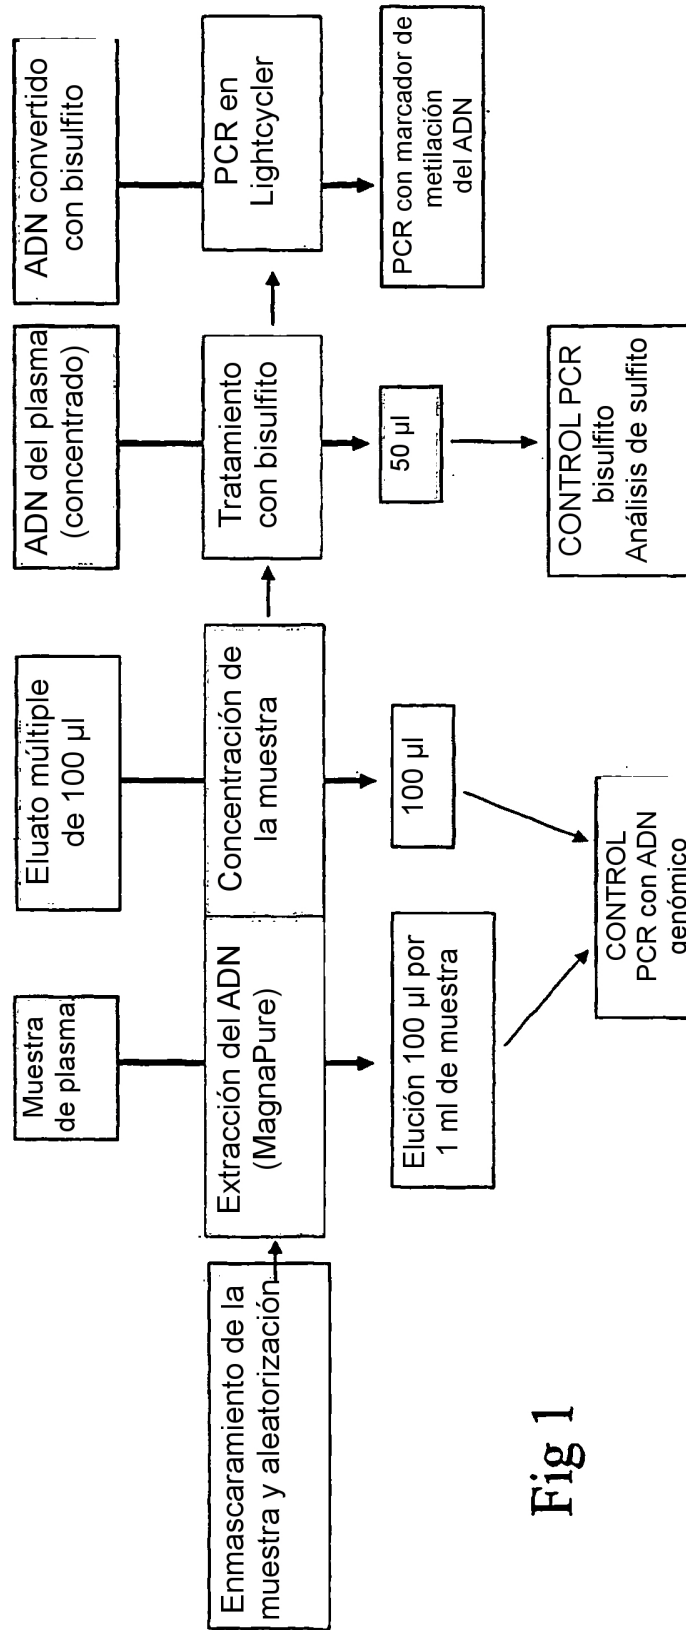 Muestra
de plasma
Eluato múltiple
de 100 µl
ADN del plasma
(concentrado)
ADN convertido
con bisulfito
Enmascaramiento de la
muestra y aleatorización
Extracción del ADN
(MagnaPure)
Concentración de
la muestra
Tratamiento
con bisulfito
PCR en
Lightcycler
Elución 100 µl por
1 ml de muestra
100 µl
50 µl
PCR con marcador de
metilación
del ADN
CONTROL
PCR con ADN
genómico
CONTROL PCR
bisulfito
Análisis de sulfito
Fig 1